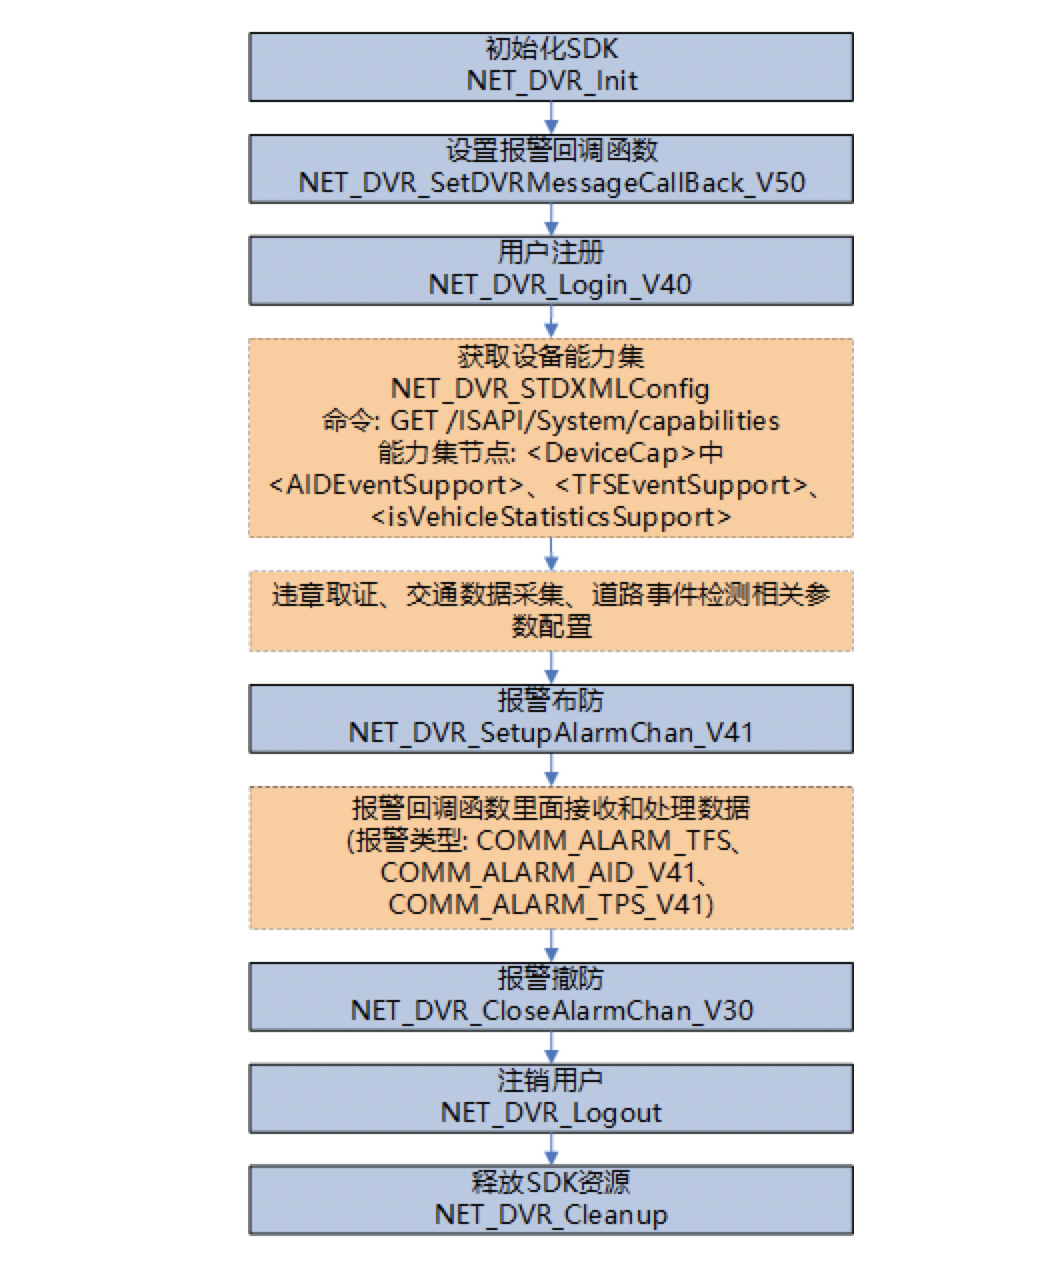 初始化SDK
NET_DVR_Init
设置报警回调函数
NET_DVR_SetDVRMessageCallBack_V50
用户注册
NET_DVR_Login_V40
获取设备能力集
NET_DVR_STDXMLConfig
命令: GET /ISAPI/System/capabilities
能力集节点: <DeviceCap>中
<AIDEventSupport>、<TFSEventSupport>、
<isVehicleStatisticsSupport>
违章取证、交通数据采集、道路事件检测相关参
数配置
报警布防
NET_DVR_SetupAlarmChan_V41
报警回调函数里面接收和处理数据
(报警类型: COMM_ALARM_TFS、
COMM_ALARM_AID_V41、
COMM_ALARM_TPS_V41)
报警撤防
NET_DVR_CloseAlarmChan_V30
注销用户
NET_DVR_Logout
释放SDK资源
NET_DVR_Cleanup